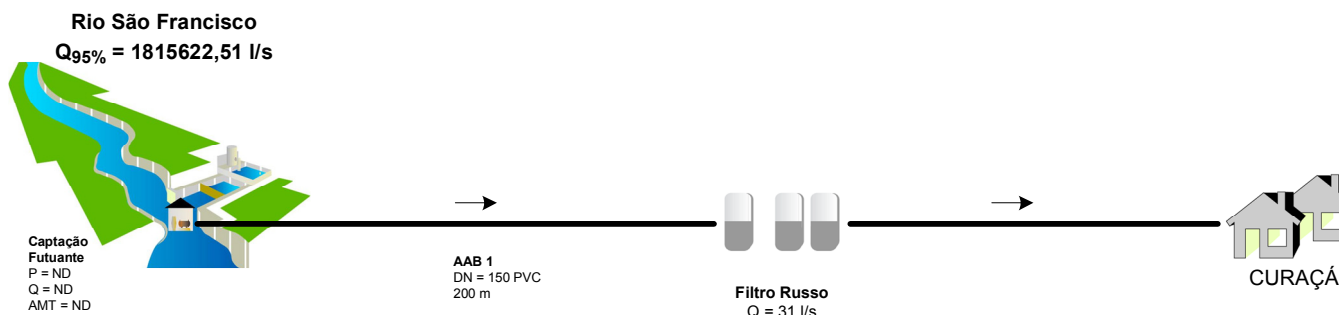 Rio São Francisco
Q95% = 1815622,51 l/s
Captação
Futuante
P = ND
Q = ND
AMT = ND
AAB 1
DN = 150 PVC
200 m
Filtro Russo
Q = 31 l/s
CURAÇÁ